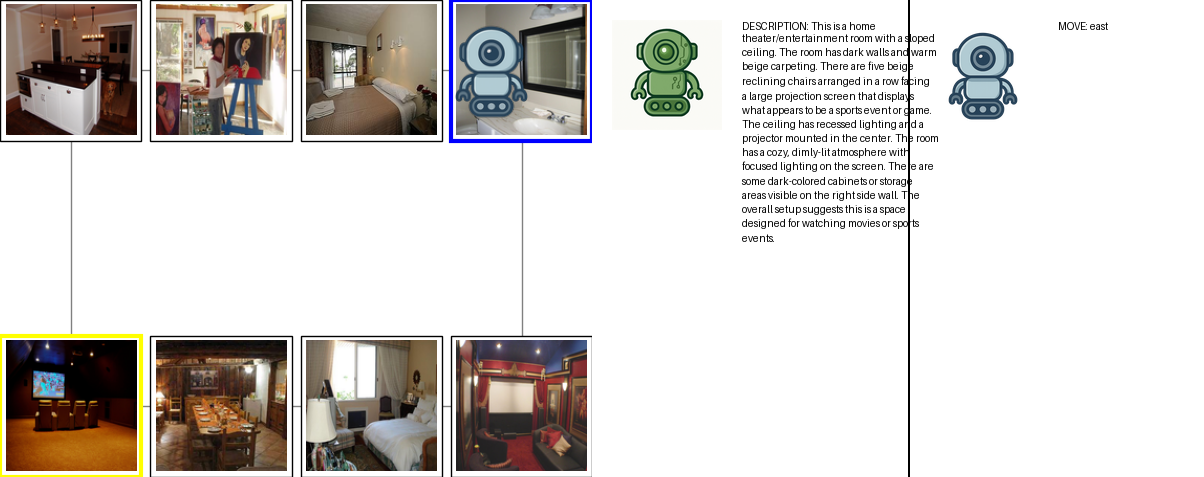 DESCRIPTION: This is a home
theater/entertainment room with a sloped
ceiling. The room has dark walls and warm
beige carpeting. There are five beige
reclining chairs arranged in a row facing
a large projection screen that displays
what appears to be a sports event or game.
The ceiling has recessed lighting and a
projector mounted in the center. The room
has a cozy, dimly-lit atmosphere with
focused lighting on the screen. There are
some dark-colored cabinets or storage
areas visible on the right side wall. The
overall setup suggests this is a space
designed for watching movies or sports
events.
MOVE: east